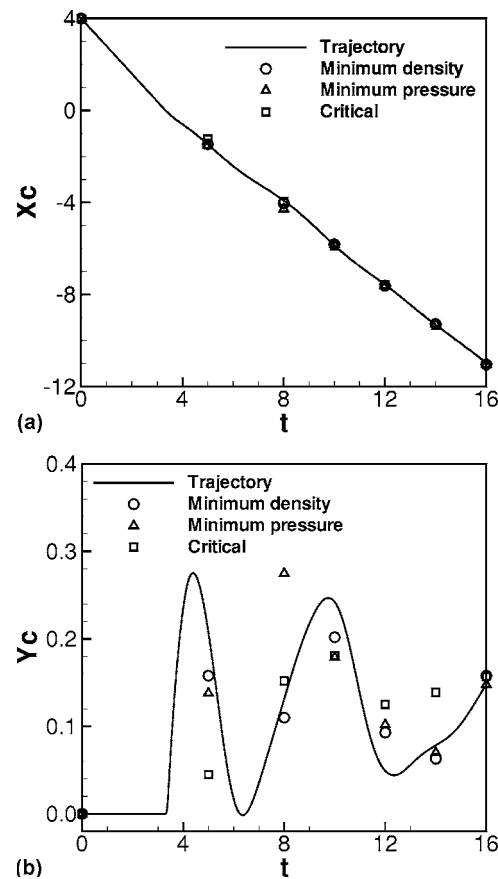 4
Trajectory
Minimum density
Minimum pressure
Critical
0
Xc
-4
-8
-12
0 4 8 12 16
(a) t
0.4
Trajectory
Minimum density
Minimum pressure
Critical
0.3
Yc
0.2
0.1
0.0
0 4 8 12 16
(b) t